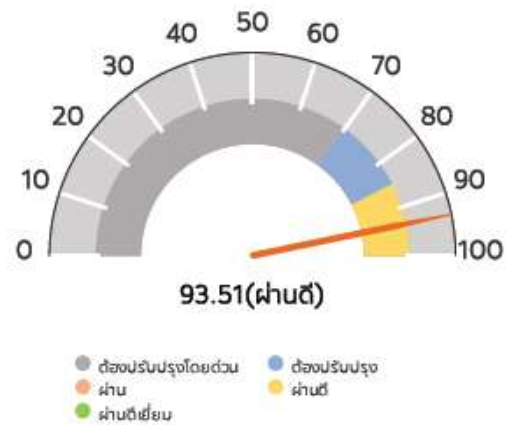 50
40
60
30
70
20
80
10
90
0
100
93.51(ผ่านดี)
ต้องปรับปรุงโดยด่วน
ต้องปรับปรุง
ผ่าน
ผ่านดี
ผ่านดีเยี่ยม